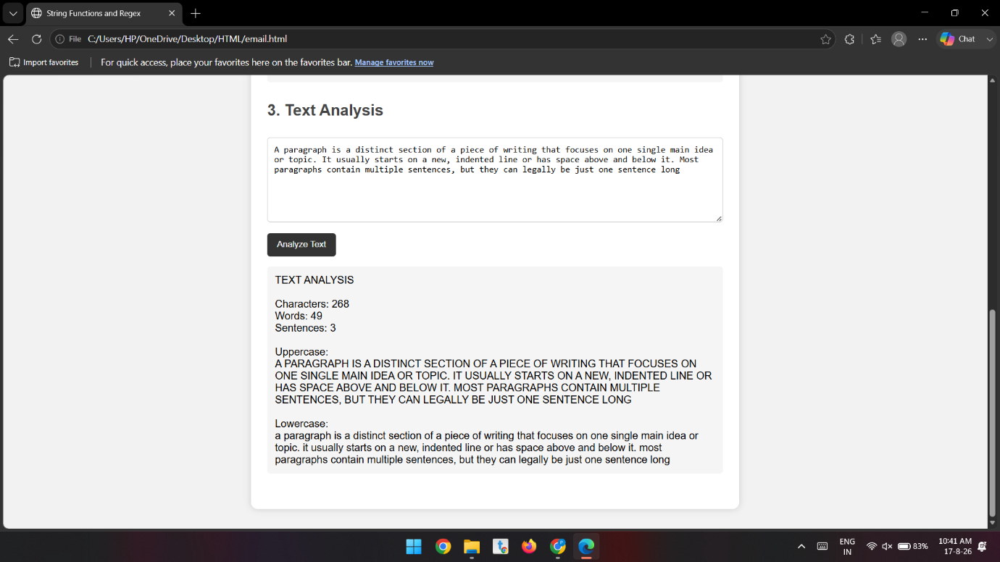 String Functions and Regex
File C:/Users/HP/OneDrive/Desktop/HTML/email.html
Chat
Import favorites
For quick access, place your favorites here on the favorites bar. Manage favorites now
3. Text Analysis
A paragraph is a distinct section of a piece of writing that focuses on one single main idea
or topic. It usually starts on a new, indented line or has space above and below it. Most
paragraphs contain multiple sentences, but they can legally be just one sentence long
Analyze Text
TEXT ANALYSIS
Characters: 268
Words: 49
Sentences: 3
Uppercase:
A PARAGRAPH IS A DISTINCT SECTION OF A PIECE OF WRITING THAT FOCUSES ON
ONE SINGLE MAIN IDEA OR TOPIC. IT USUALLY STARTS ON A NEW, INDENTED LINE OR
HAS SPACE ABOVE AND BELOW IT. MOST PARAGRAPHS CONTAIN MULTIPLE
SENTENCES, BUT THEY CAN LEGALLY BE JUST ONE SENTENCE LONG
Lowercase:
a paragraph is a distinct section of a piece of writing that focuses on one single main idea or
topic. it usually starts on a new, indented line or has space above and below it. most
paragraphs contain multiple sentences, but they can legally be just one sentence long
ENG
IN
83%
10:41 AM
17-8-26